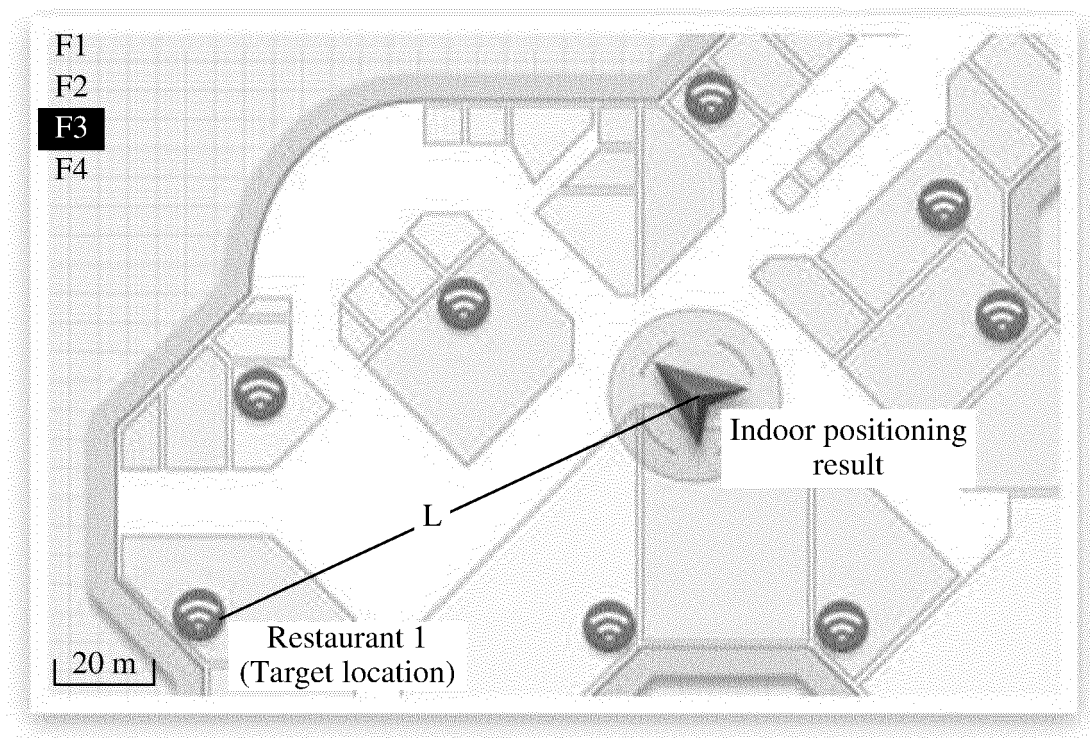 F1
F2
F3
F4
Indoor positioning
result
L
Restaurant 1
(Target location)
20 m